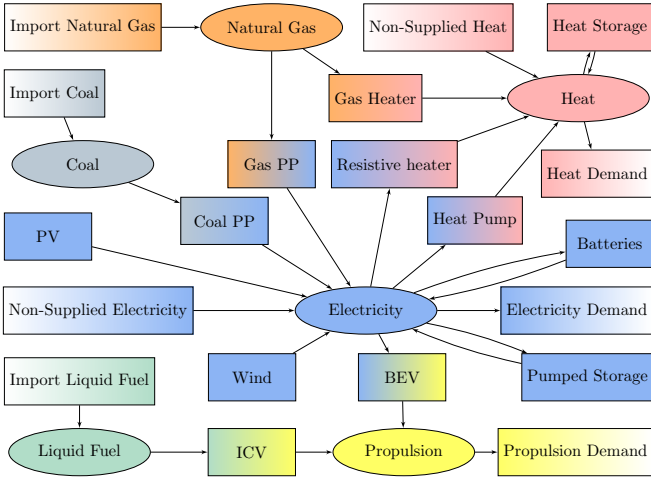 Import Natural Gas
Natural Gas
Non-Supplied Heat
Heat Storage
Import Coal
Gas Heater
Heat
Coal
Gas PP
Resistive heater
Heat Demand
Coal PP
Heat Pump
PV
Batteries
Non-Supplied Electricity
Electricity
Electricity Demand
Import Liquid Fuel
Wind
BEV
Pumped Storage
Liquid Fuel
ICV
Propulsion
Propulsion Demand